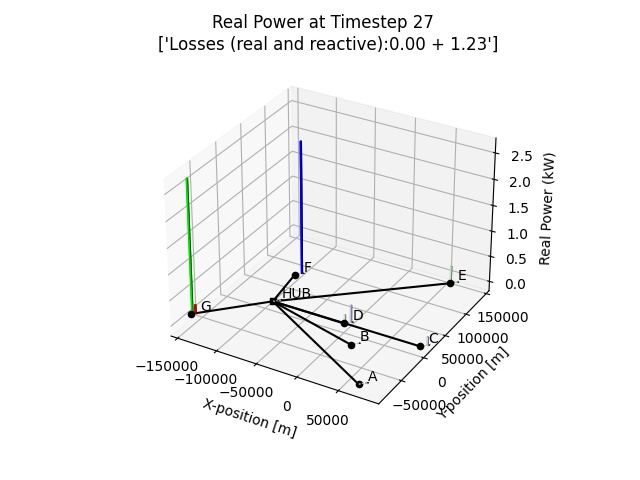 Real Power at Timestep 27
['Losses (real and reactive):0.00 + 1.23']
2.5
2.0
1.5
1.0
0.5
0.0
Real Power (kW)
F
E
HUB
G
D
C
B
A
150000
100000
50000
0
−50000
Y-position [m]
−150000
−100000
−50000
0
50000
X-position [m]